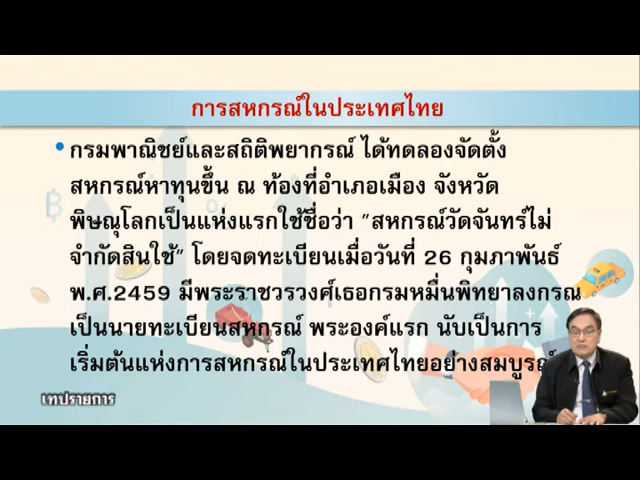 การสหกรณ์ในประเทศไทย
• กรมพาณิชย์และสถิติพยากรณ์ ได้ทดลองจัดตั้ง
สหกรณ์หาทุนขึ้น ณ ท้องที่อำเภอเมือง จังหวัด
พิษณุโลกเป็นแห่งแรกใช้ชื่อว่า "สหกรณ์วัดจันทร์ไม่
จำกัดสินใช้" โดยจดทะเบียนเมื่อวันที่ 26 กุมภาพันธ์
พ.ศ.2459 มีพระราชวรวงศ์เธอกรมหมื่นพิทยาลงกรณ
เป็นนายทะเบียนสหกรณ์ พระองค์แรก นับเป็นการ
เริ่มต้นแห่งการสหกรณ์ในประเทศไทยอย่างสมบูรณ์
เทปรายการ